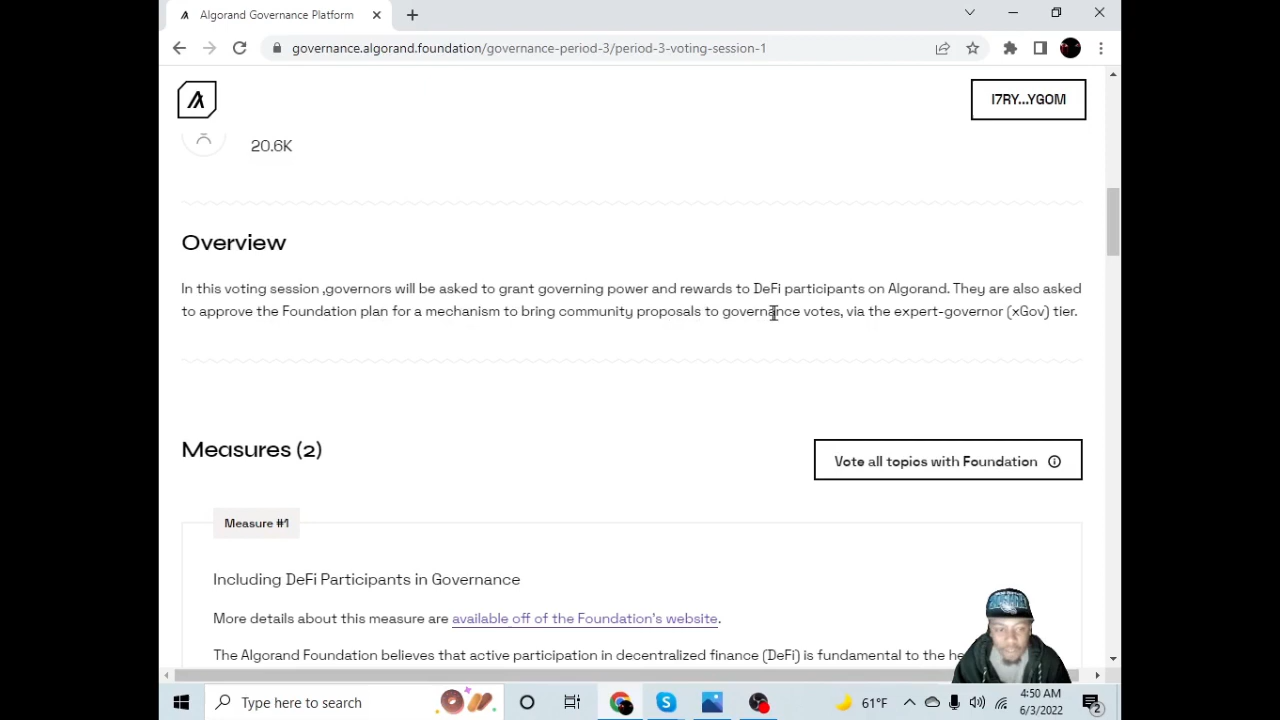 Algorand Governance Platform
governance.algorand.foundation/governance-period-3/period-3-voting-session-1
I7RY...YGOM
20.6K
Overview
In this voting session ,governors will be asked to grant governing power and rewards to DeFi participants on Algorand. They are also asked
to approve the Foundation plan for a mechanism to bring community proposals to governance votes, via the expert-governor (xGov) tier.
Measures (2)
Vote all topics with Foundation
Measure #1
Including DeFi Participants in Governance
More details about this measure are available off of the Foundation's website.
The Algorand Foundation believes that active participation in decentralized finance (DeFi) is fundamental to the he
Type here to search
61°F
4:50 AM
6/3/2022
2